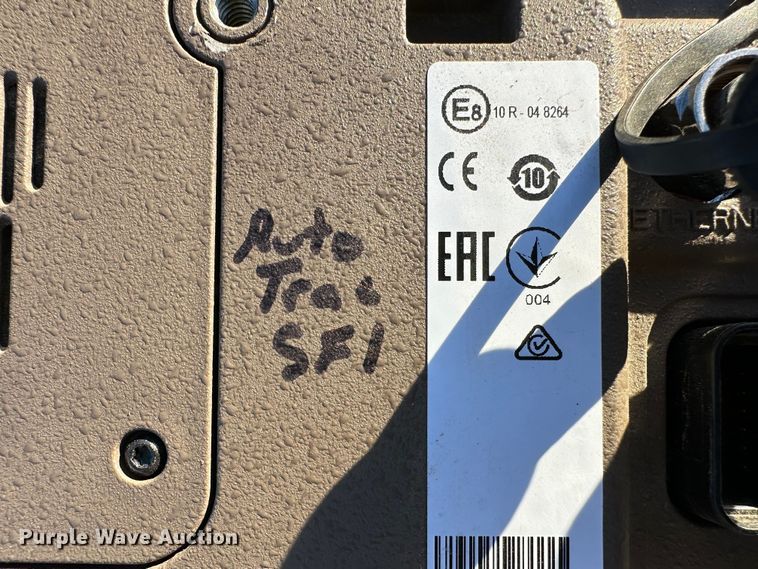 E8 10 R - 04 8264
CE
10
ETHERN
Auto
Trac
SF1
EAC
004
Purple Wave Auction